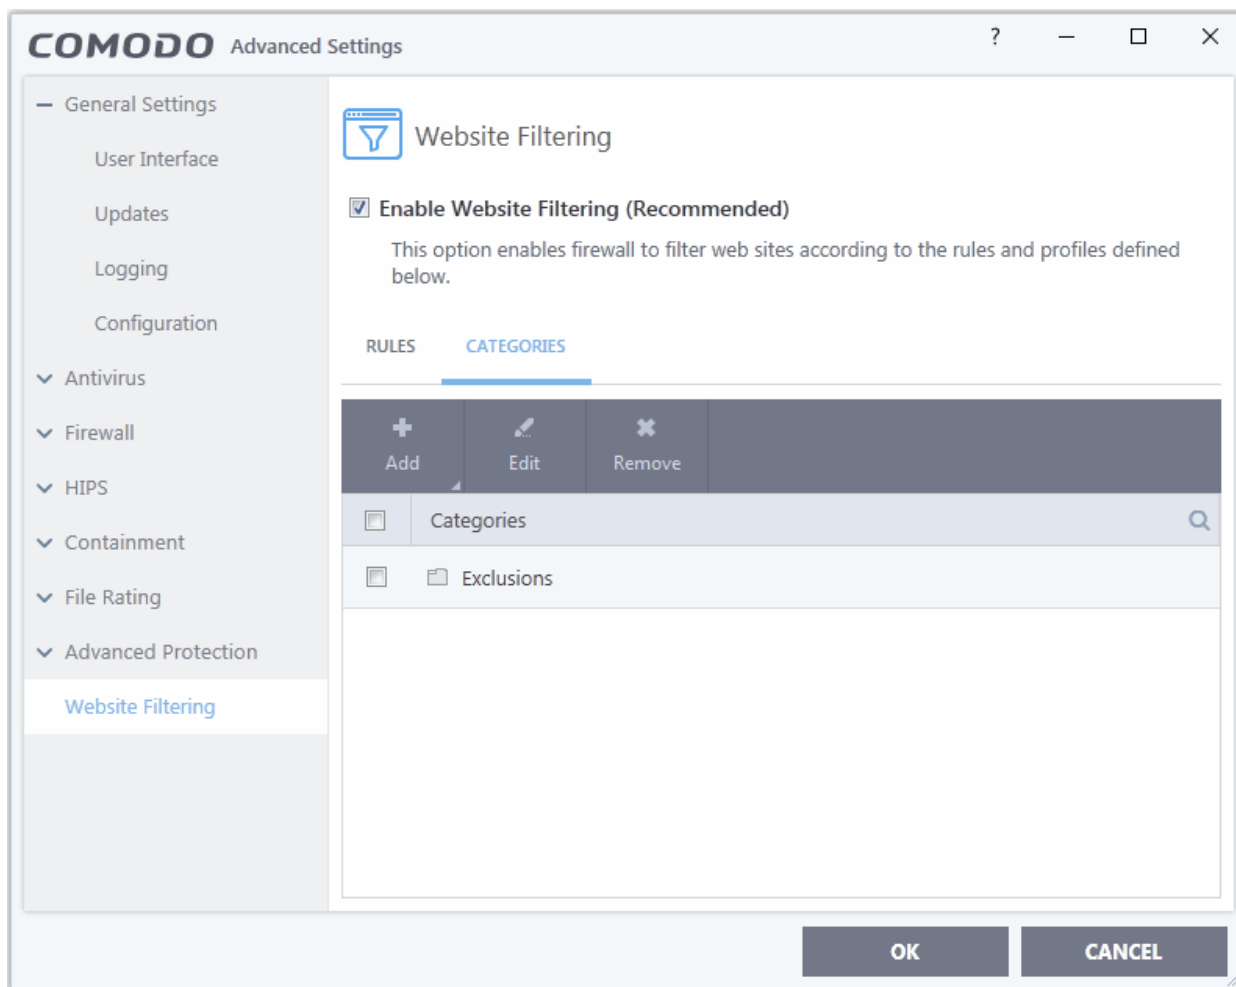 COMODO Advanced Settings ?
General Settings
User Interface
Updates
Logging
Configuration
Antivirus
Firewall
HIPS
Containment
File Rating
Advanced Protection
Website Filtering
Website Filtering
Enable Website Filtering (Recommended)
This option enables firewall to filter web sites according to the rules and profiles defined
below.
RULES CATEGORIES
Add Edit Remove
Categories
Exclusions
OK CANCEL